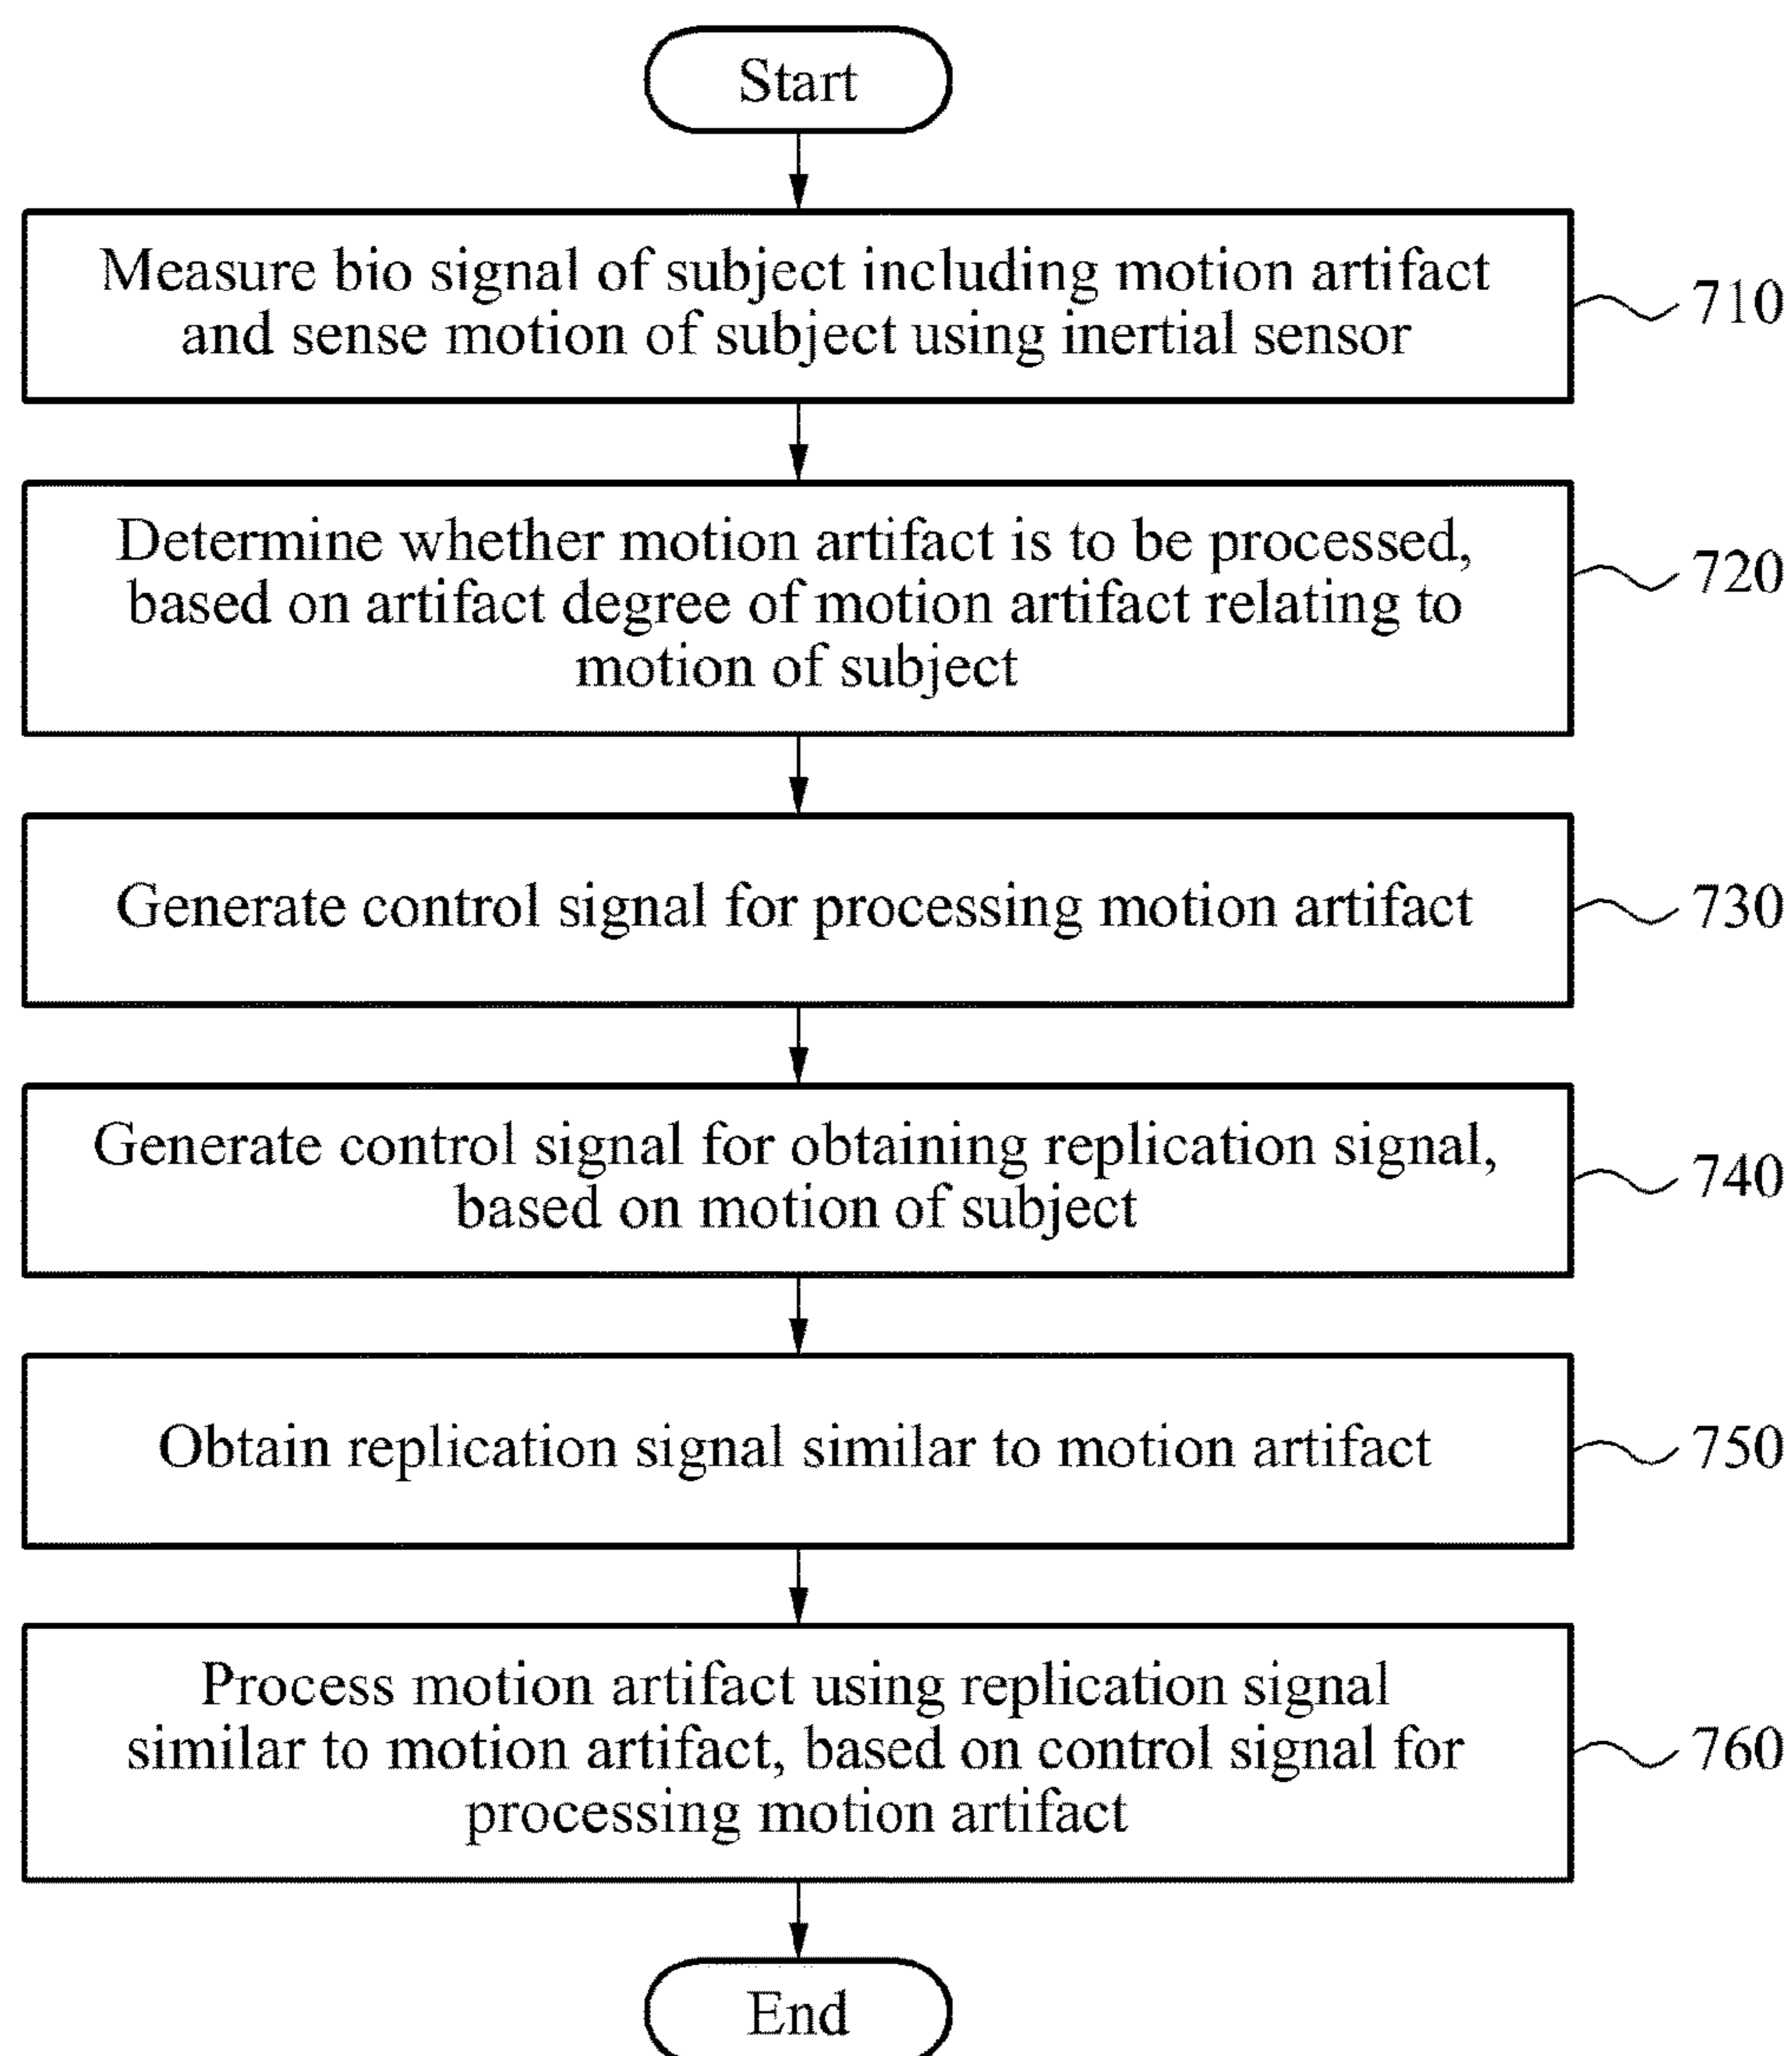 Start
Measure bio signal of subject including motion artifact
and sense motion of subject using inertial sensor
710
Determine whether motion artifact is to be processed,
based on artifact degree of motion artifact relating to
motion of subject
720
Generate control signal for processing motion artifact
730
Generate control signal for obtaining replication signal,
based on motion of subject
740
Obtain replication signal similar to motion artifact
750
Process motion artifact using replication signal
similar to motion artifact, based on control signal for
processing motion artifact
760
End